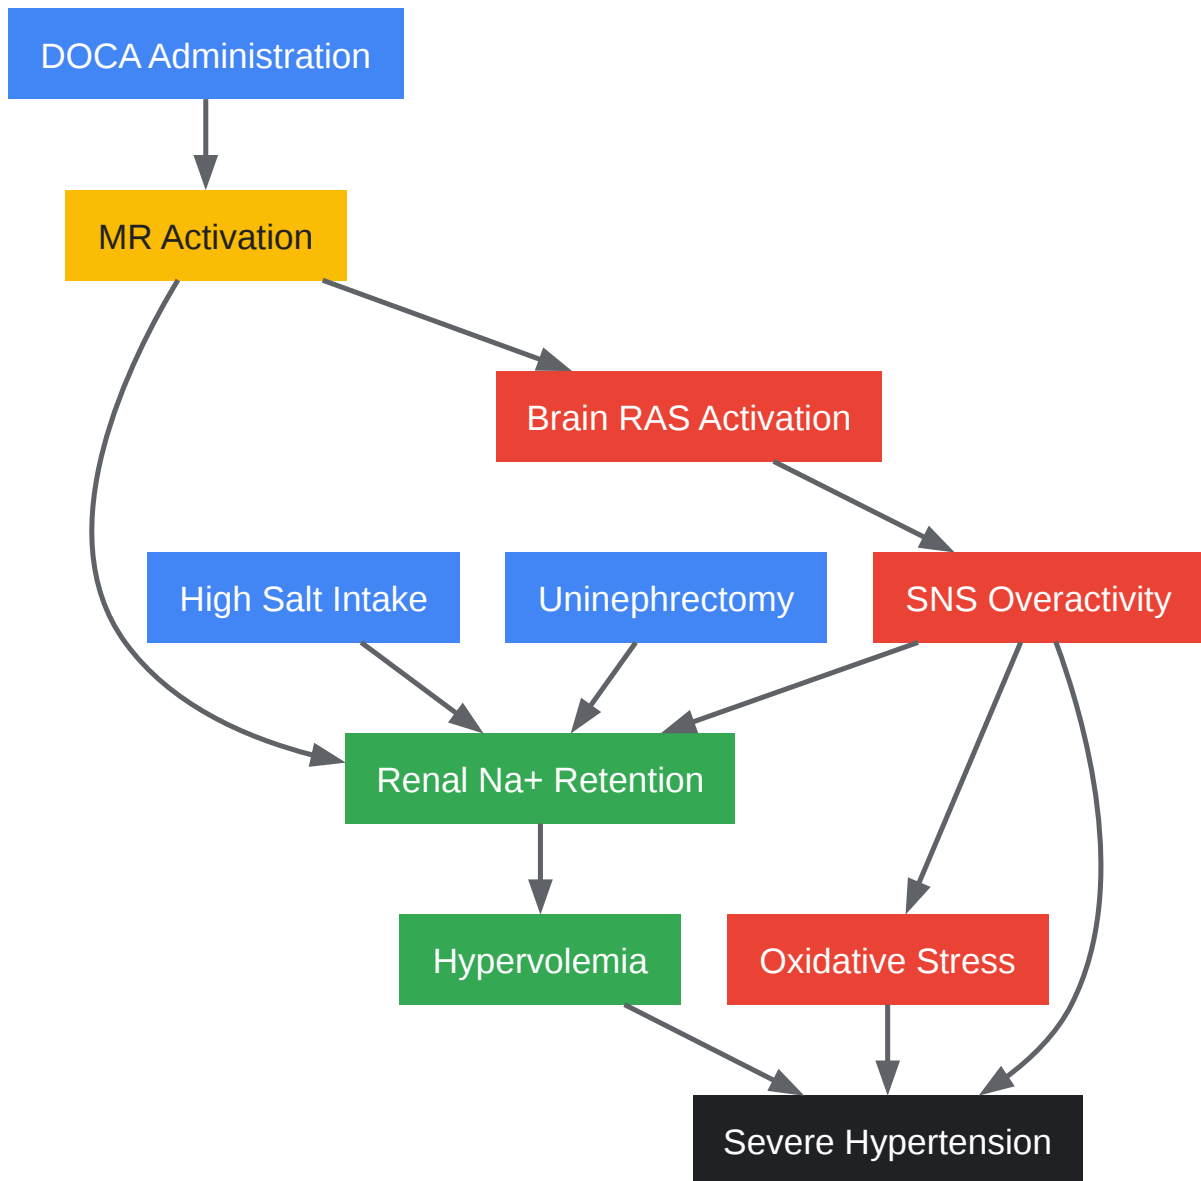 DOCA Administration
MR Activation
Brain RAS Activation
High Salt Intake
Uninephrectomy
SNS Overactivity
Renal Na+ Retention
Hypervolemia
Oxidative Stress
Severe Hypertension